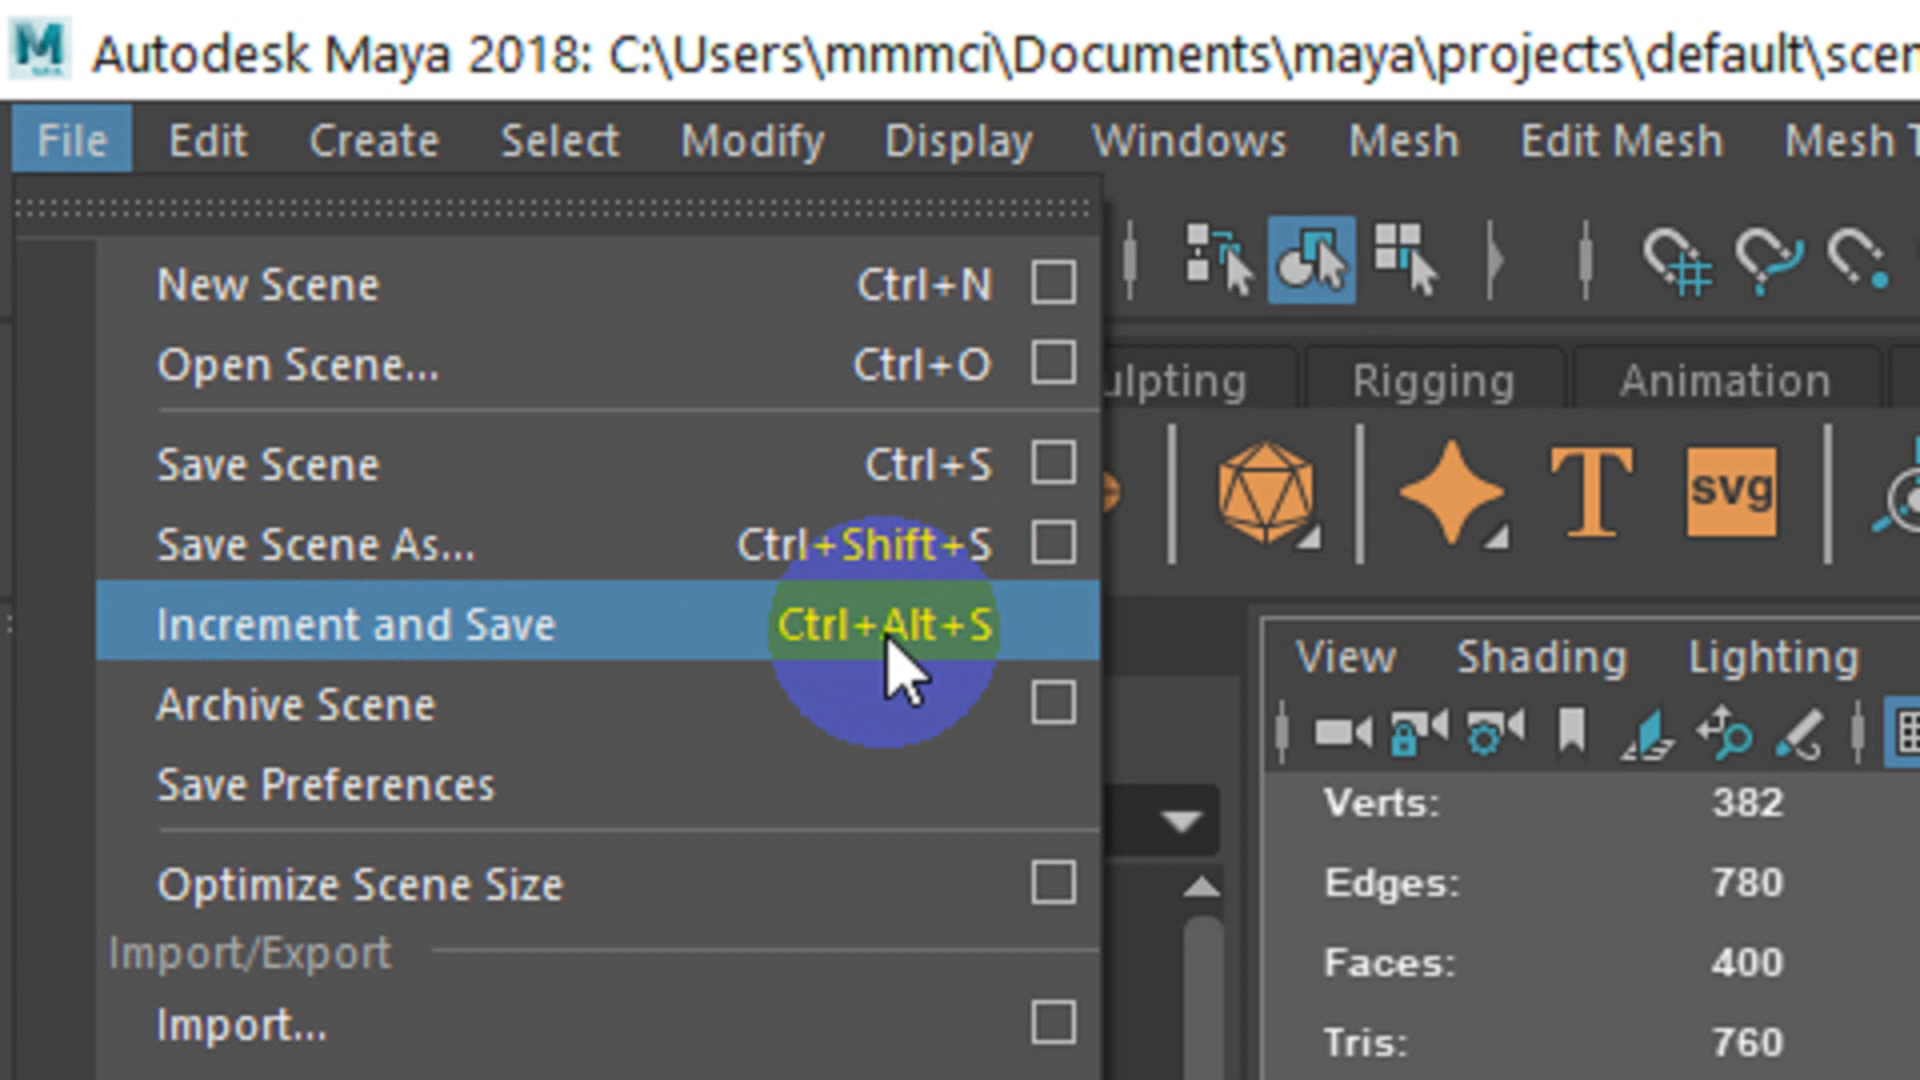 Autodesk Maya 2018: C:\Users\mmmci\Documents\maya\projects\default\scen
File Edit Create Select Modify Display Windows Mesh Edit Mesh Mesh T
New Scene Ctrl+N
Open Scene... Ctrl+O
ulpting Rigging Animation
Save Scene Ctrl+S
svg
Save Scene As... Ctrl+Shift+S
Increment and Save Ctrl+Alt+S
View Shading Lighting
Archive Scene
Save Preferences
Verts: 382
Optimize Scene Size
Edges: 780
Import/Export
Faces: 400
Import...
Tris: 760